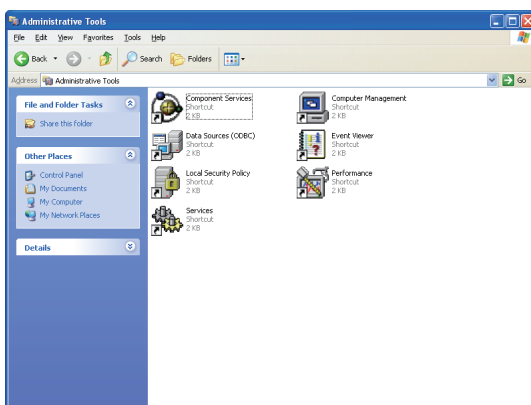 Administrative Tools
File Edit View Favorites Tools Help
Back Search Folders
Address Administrative Tools Go
File and Folder Tasks
Share this folder
Other Places
Control Panel
My Documents
My Computer
My Network Places
Details
Component Services
Shortcut
2 KB
Computer Management
Shortcut
2 KB
Data Sources (ODBC)
Shortcut
2 KB
Event Viewer
Shortcut
2 KB
Local Security Policy
Shortcut
2 KB
Performance
Shortcut
2 KB
Services
Shortcut
2 KB